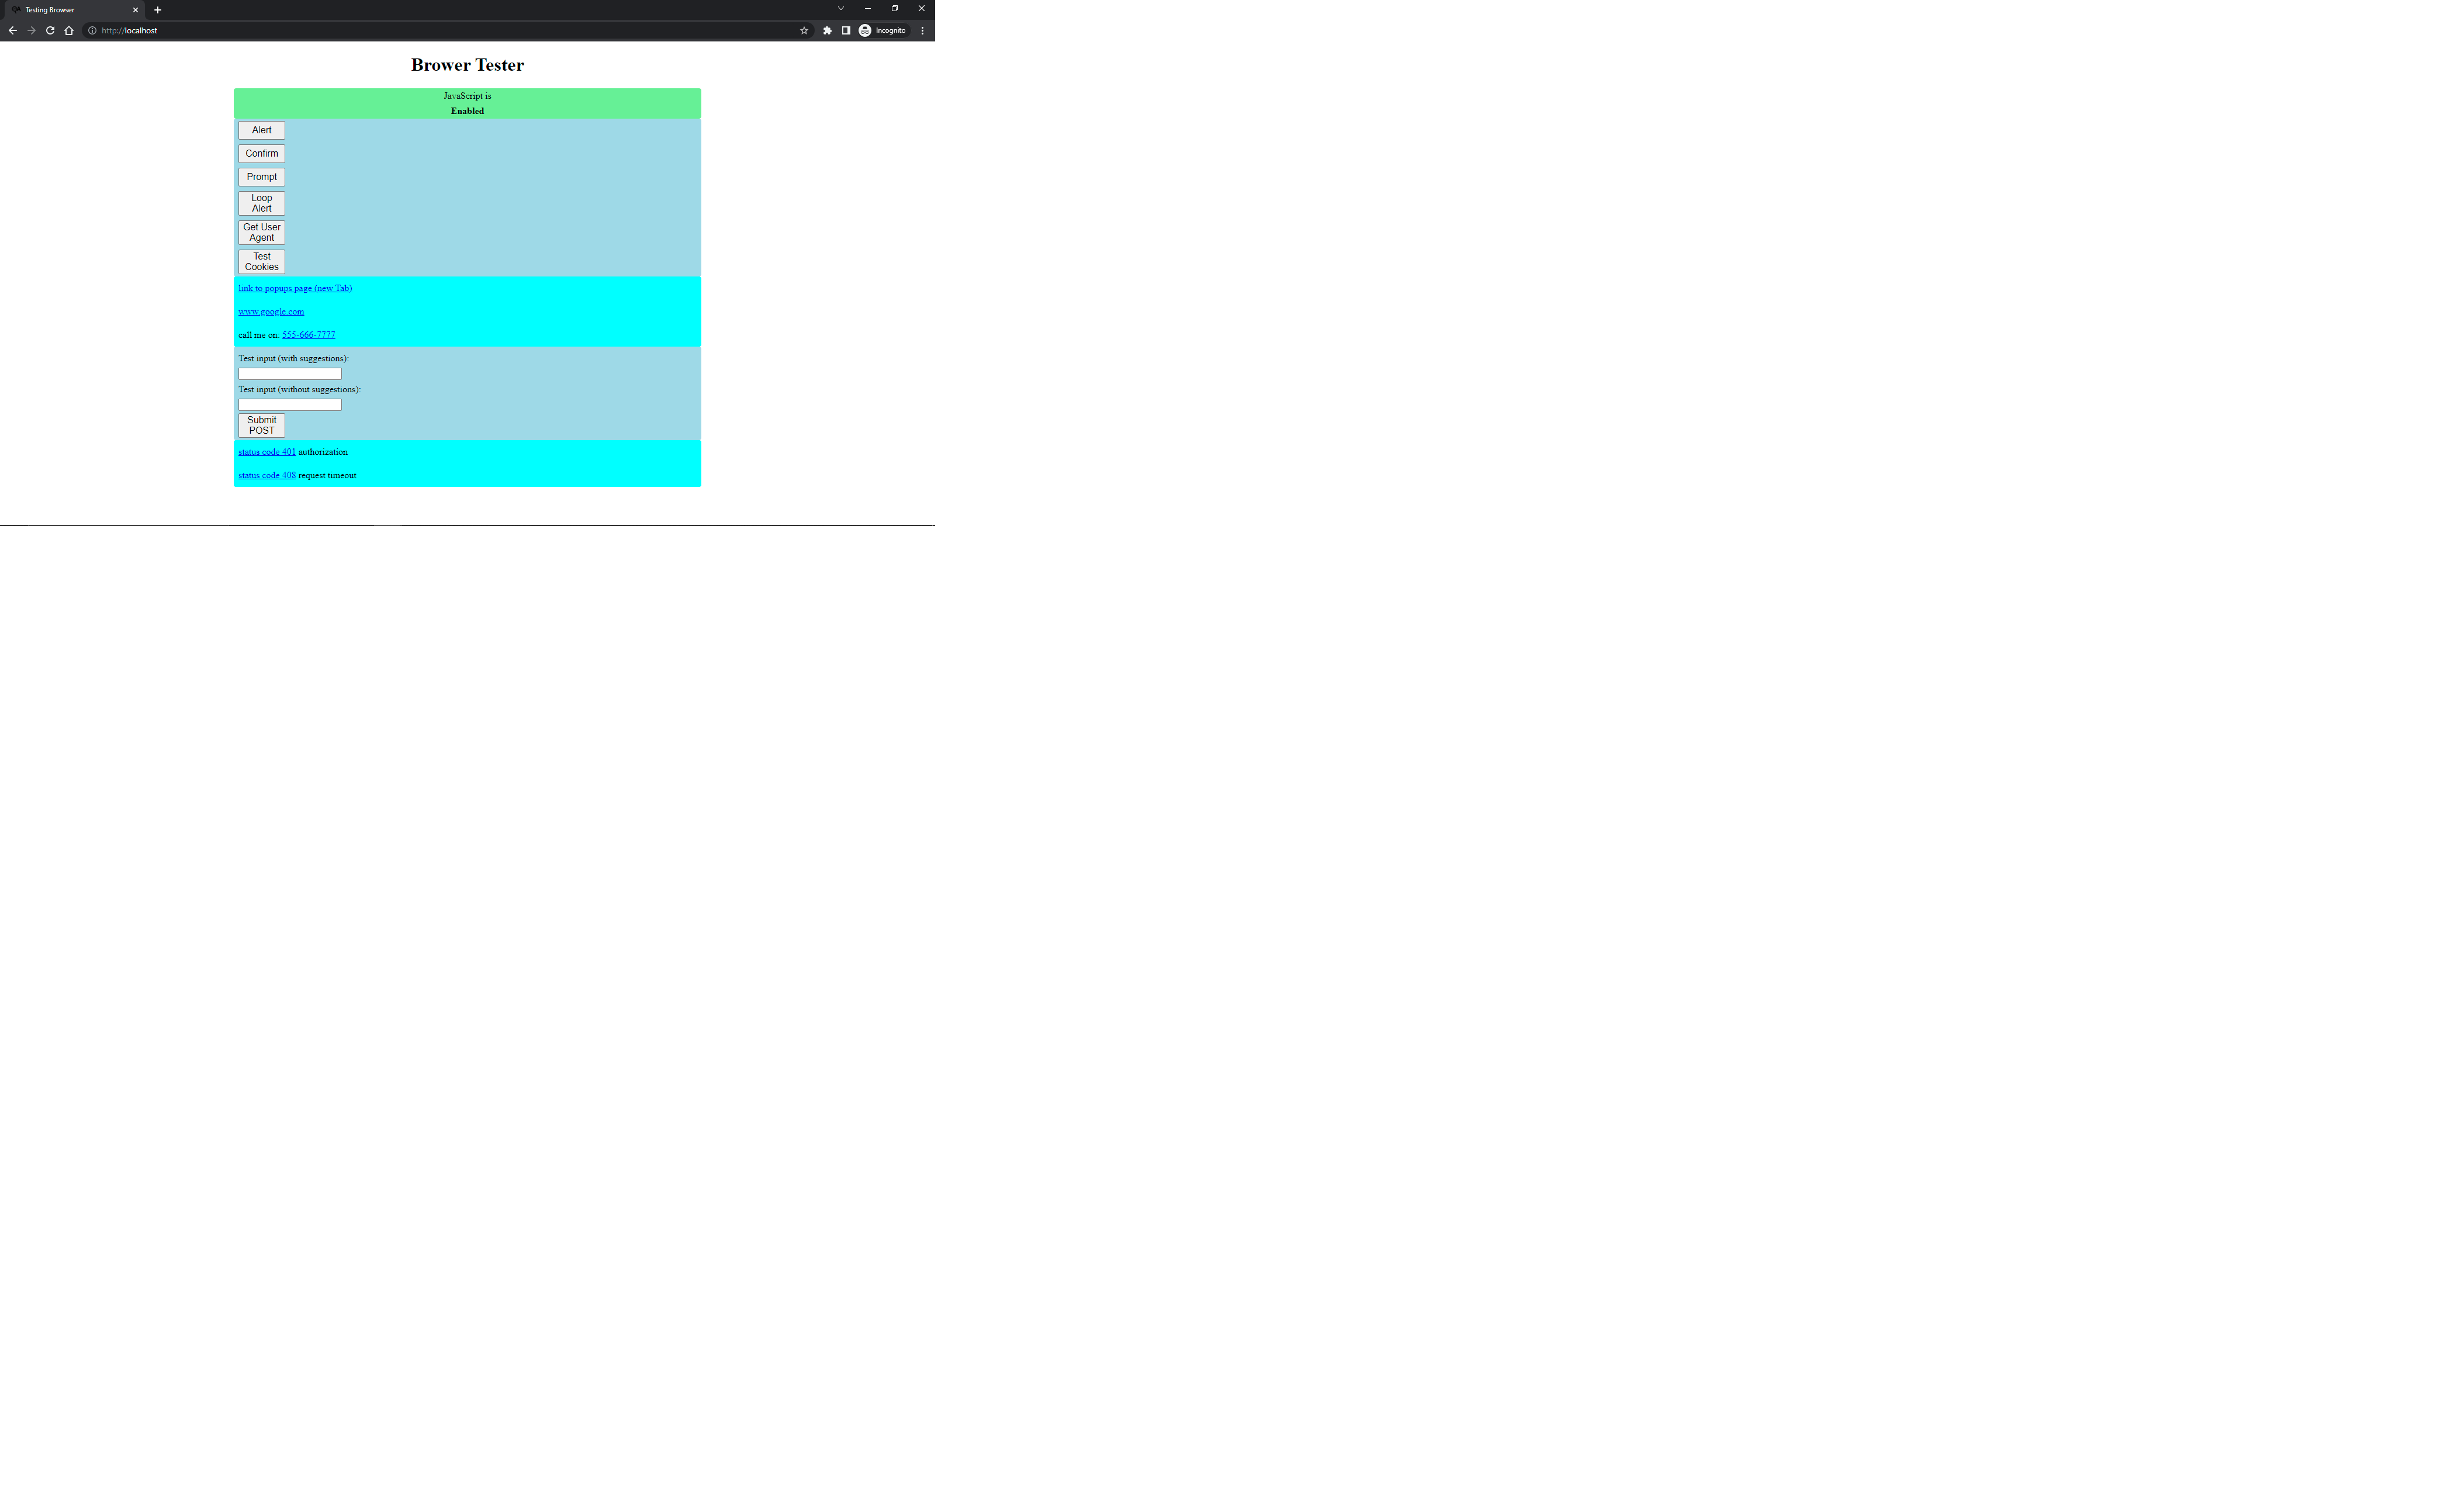 Testing Browser
http://localhost
Incognito
Brower Tester
JavaScript is
Enabled
Alert
Confirm
Prompt
Loop
Alert
Get User
Agent
Test
Cookies
link to popups page (new Tab)
www.google.com
call me on: 555-666-7777
Test input (with suggestions):
Test input (without suggestions):
Submit
POST
status code 401 authorization
status code 408 request timeout